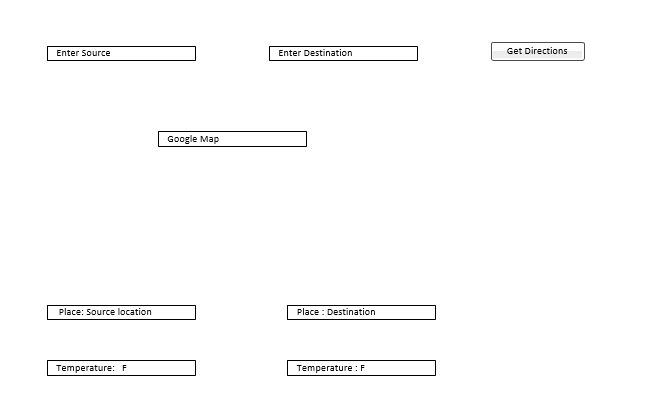 Enter Source
Enter Destination
Get Directions
Google Map
Place: Source location
Place : Destination
Temperature: F
Temperature : F